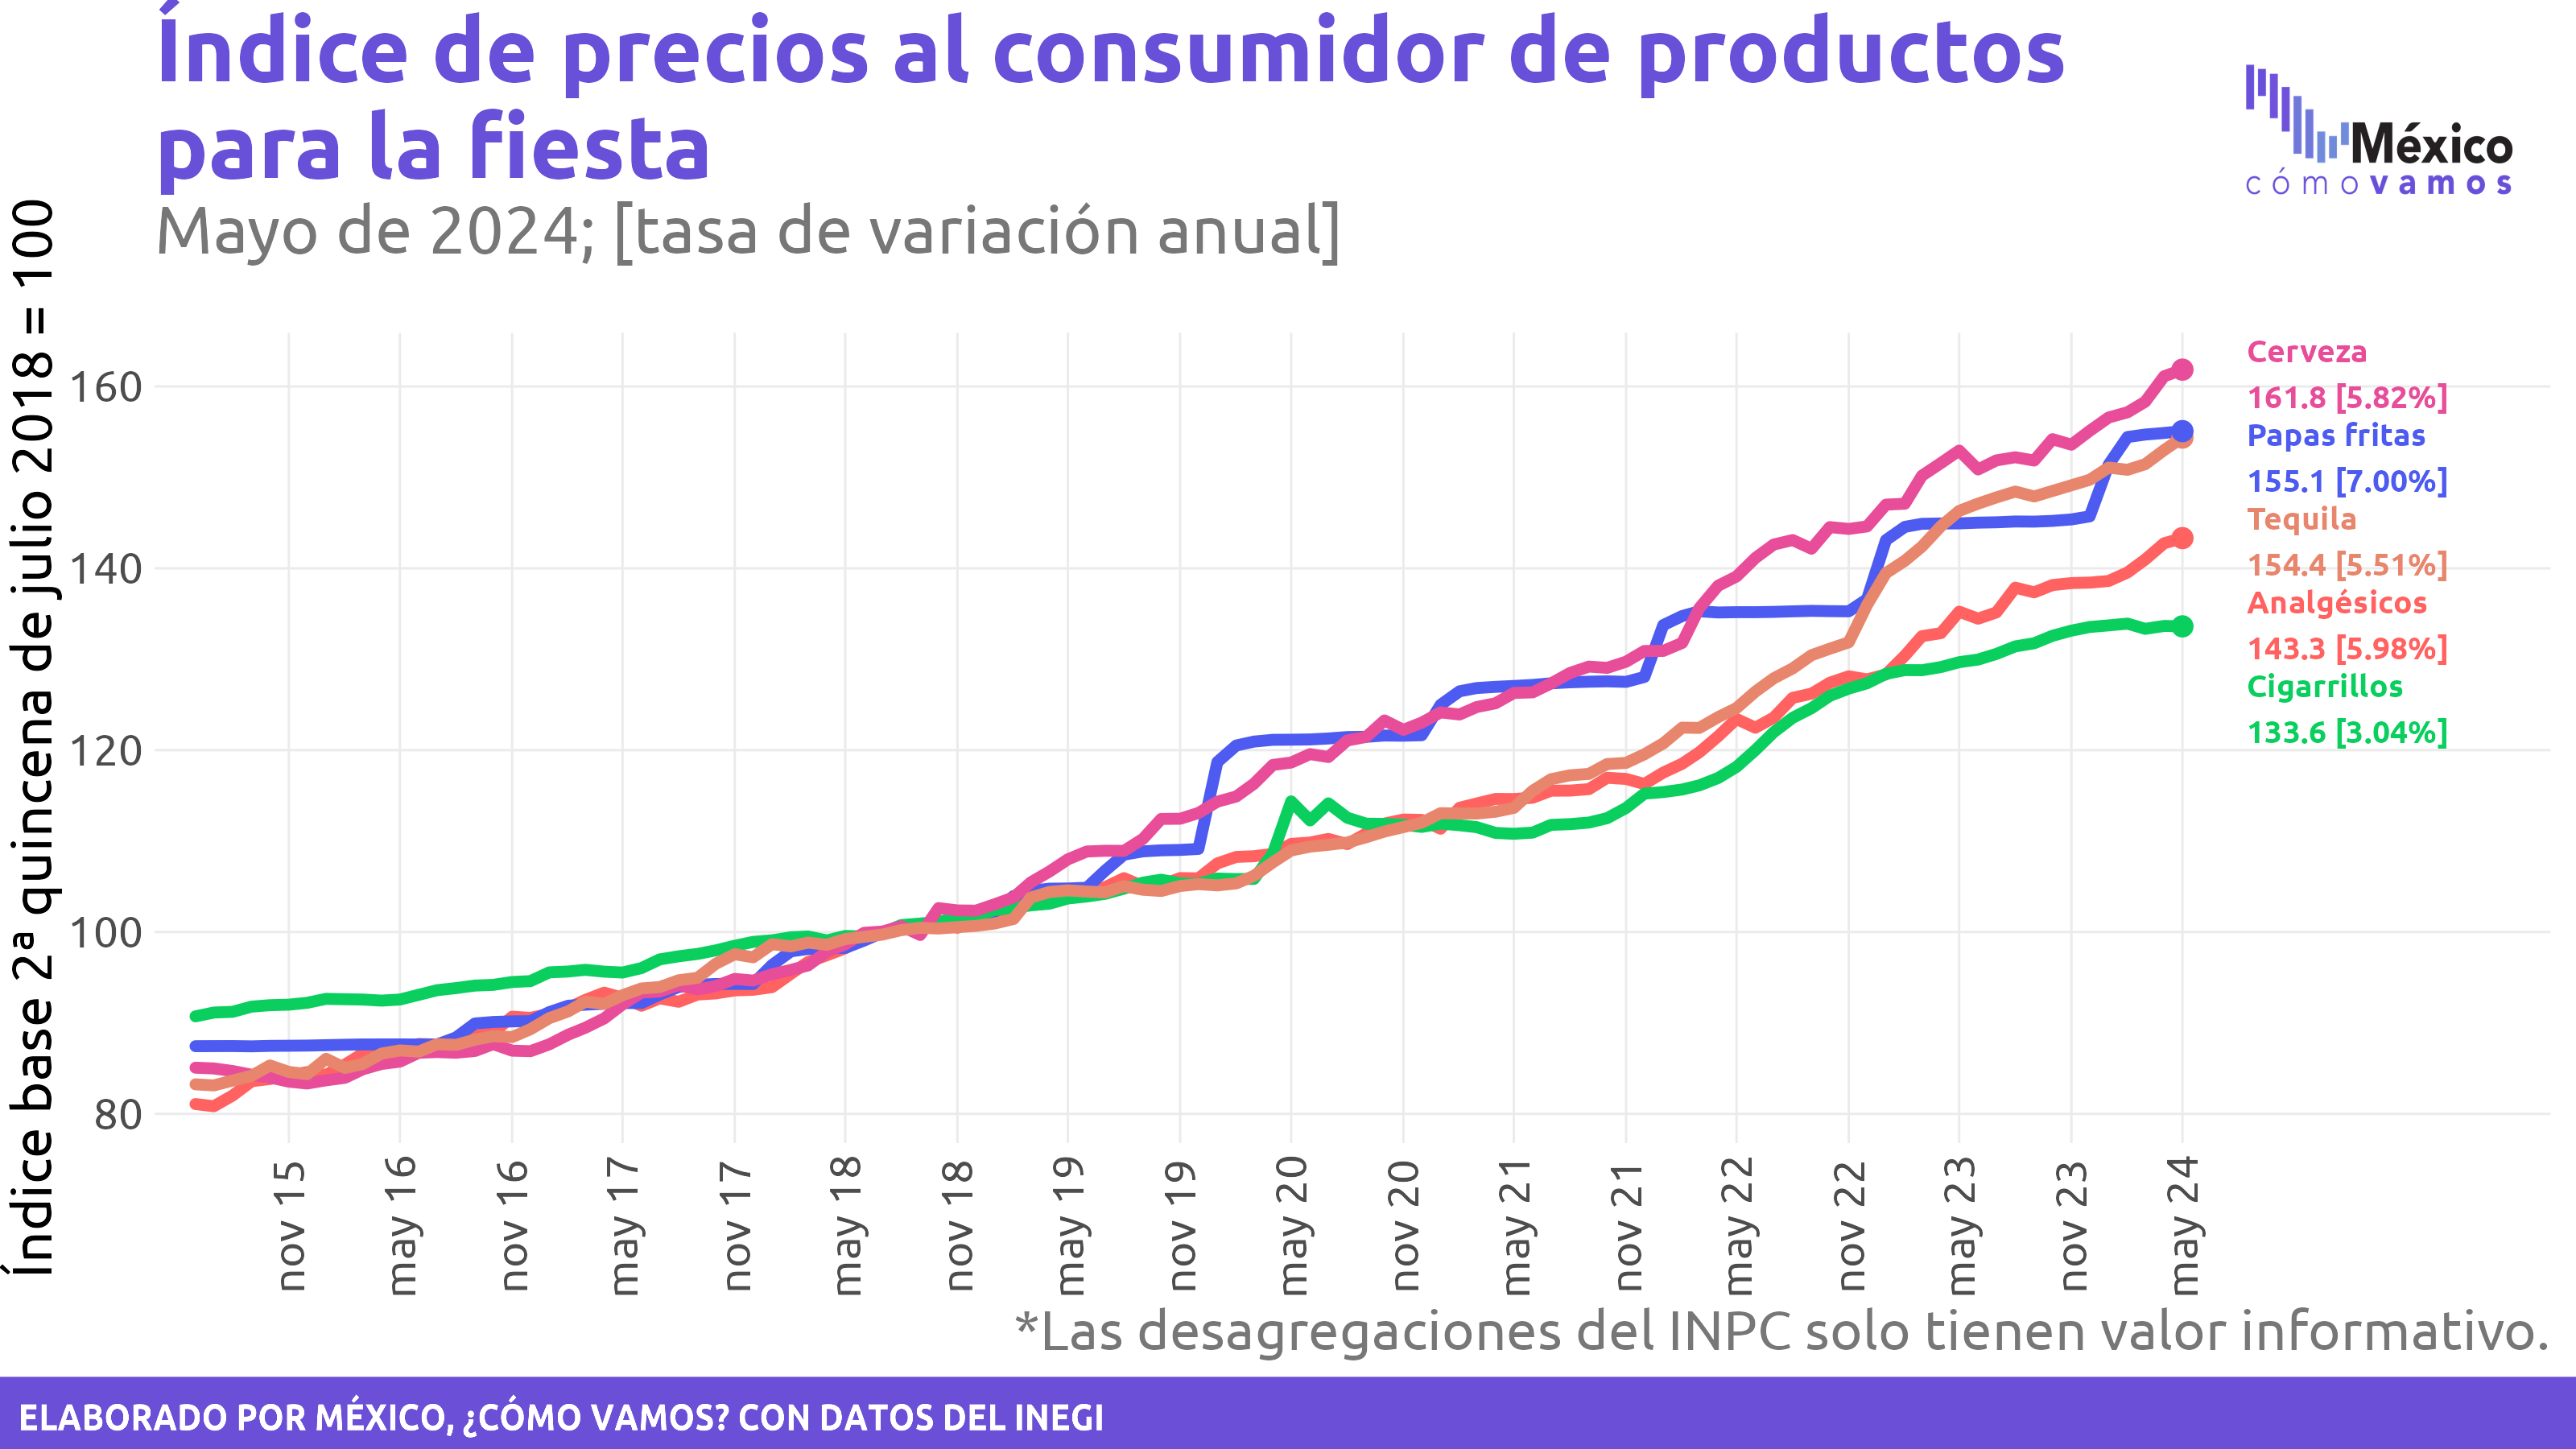 Índice de precios al consumidor de productos
para la fiesta
Mayo de 2024; [tasa de variación anual]
México
cómo vamos
Índice base 2ª quincena de julio 2018 = 100
160
140
120
100
80
Cerveza
161.8 [5.82%]
Papas fritas
155.1 [7.00%]
Tequila
154.4 [5.51%]
Analgésicos
143.3 [5.98%]
Cigarrillos
133.6 [3.04%]
nov 15
may 16
nov 16
may 17
nov 17
may 18
nov 18
may 19
nov 19
may 20
nov 20
may 21
nov 21
may 22
nov 22
may 23
nov 23
may 24
*Las desagregaciones del INPC solo tienen valor informativo.
ELABORADO POR MÉXICO, ¿CÓMO VAMOS? CON DATOS DEL INEGI